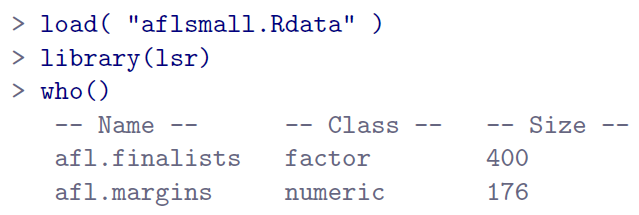 > load( "aflsmall.Rdata" )
> library(lsr)
> who()
-- Name -- -- Class -- -- Size --
afl.finalists factor 400
afl.margins numeric 176